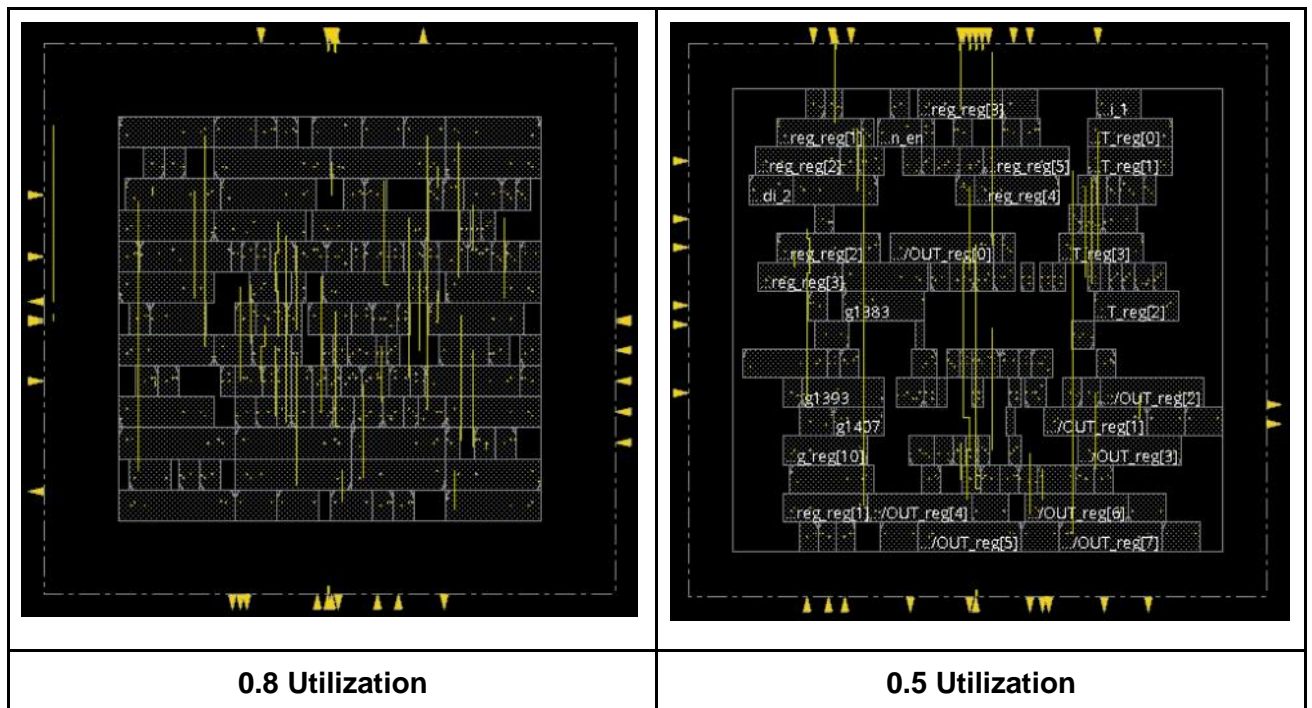 ...reg_reg[3]
...i_1
...reg_reg[1]
...n_en
...T_reg[0]
...reg_reg[2]
...reg_reg[5]
...T_reg[1]
...di_2
...reg_reg[4]
...reg_reg[2]
.../OUT_reg[0]
...T_reg[3]
...reg_reg[3]
g1383
...T_reg[2]
g1393
.../OUT_reg[2]
g1407
.../OUT_reg[1]
...g_reg[10]
.../OUT_reg[3]
...reg_reg[1]
.../OUT_reg[4]
.../OUT_reg[6]
.../OUT_reg[5]
.../OUT_reg[7]
0.8 Utilization
0.5 Utilization